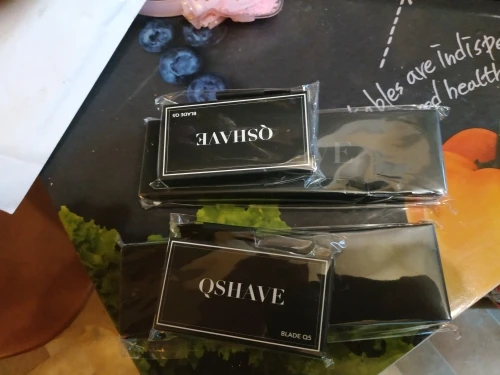 bles are indispe
d health
QSHAVE
BLADE Q5
QSHAVE
BLADE Q5